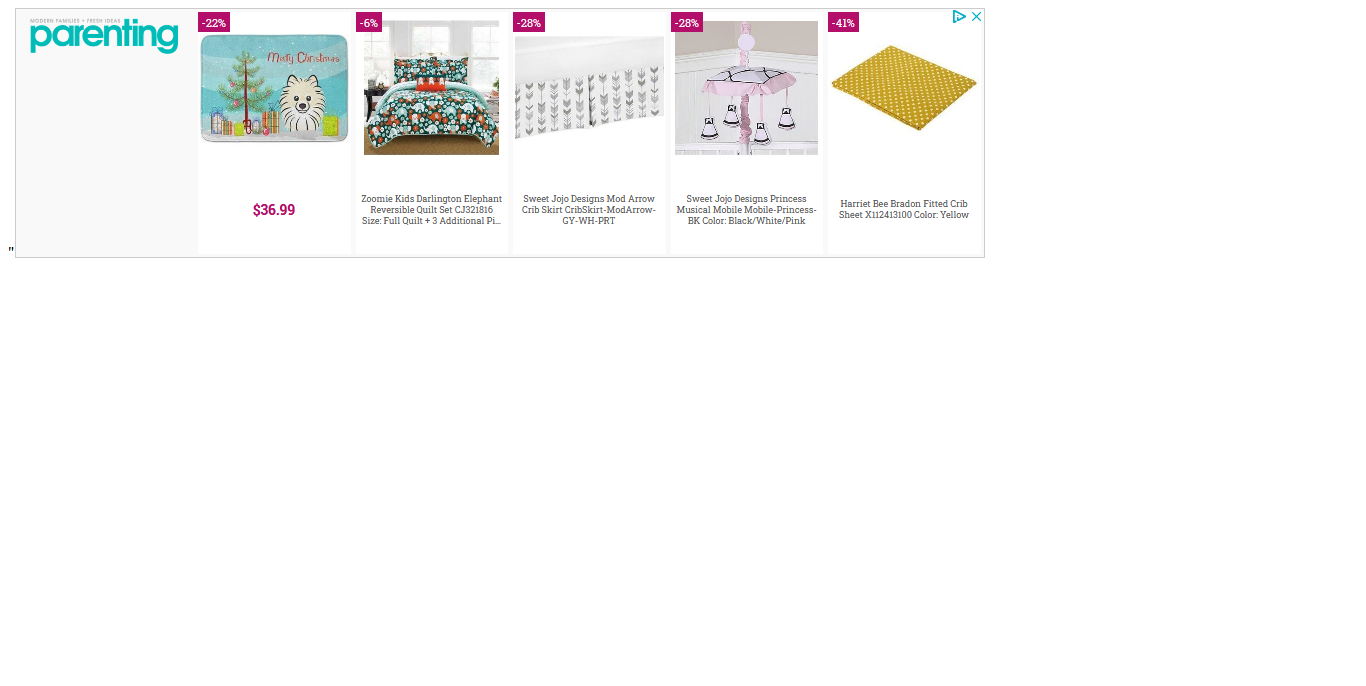 MODERN FAMILIES + FRESH IDEAS
parenting
-22%
Merry Christmas
$36.99
-6%
Zoomie Kids Darlington Elephant
Reversible Quilt Set CJ321816
Size: Full Quilt + 3 Additional Pi...
-28%
Sweet Jojo Designs Mod Arrow
Crib Skirt CribSkirt-ModArrow-
GY-WH-PRT
-28%
Sweet Jojo Designs Princess
Musical Mobile Mobile-Princess-
BK Color: Black/White/Pink
-41%
Harriet Bee Bradon Fitted Crib
Sheet X112413100 Color: Yellow
"